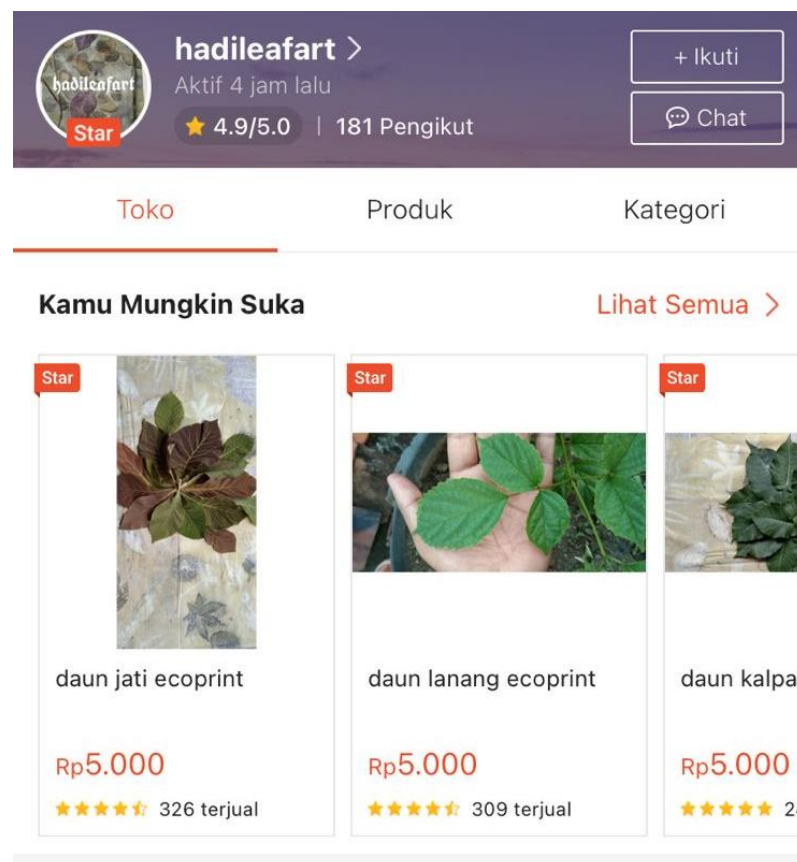 hadileafart >
Aktif 4 jam lalu
4.9/5.0 | 181 Pengikut
+ Ikuti
Chat
hadileafart
Star
Toko
Produk
Kategori
Kamu Mungkin Suka
Lihat Semua >
Star
daun jati ecoprint
Rp5.000
326 terjual
Star
daun lanang ecoprint
Rp5.000
309 terjual
Star
daun kalpa
Rp5.000